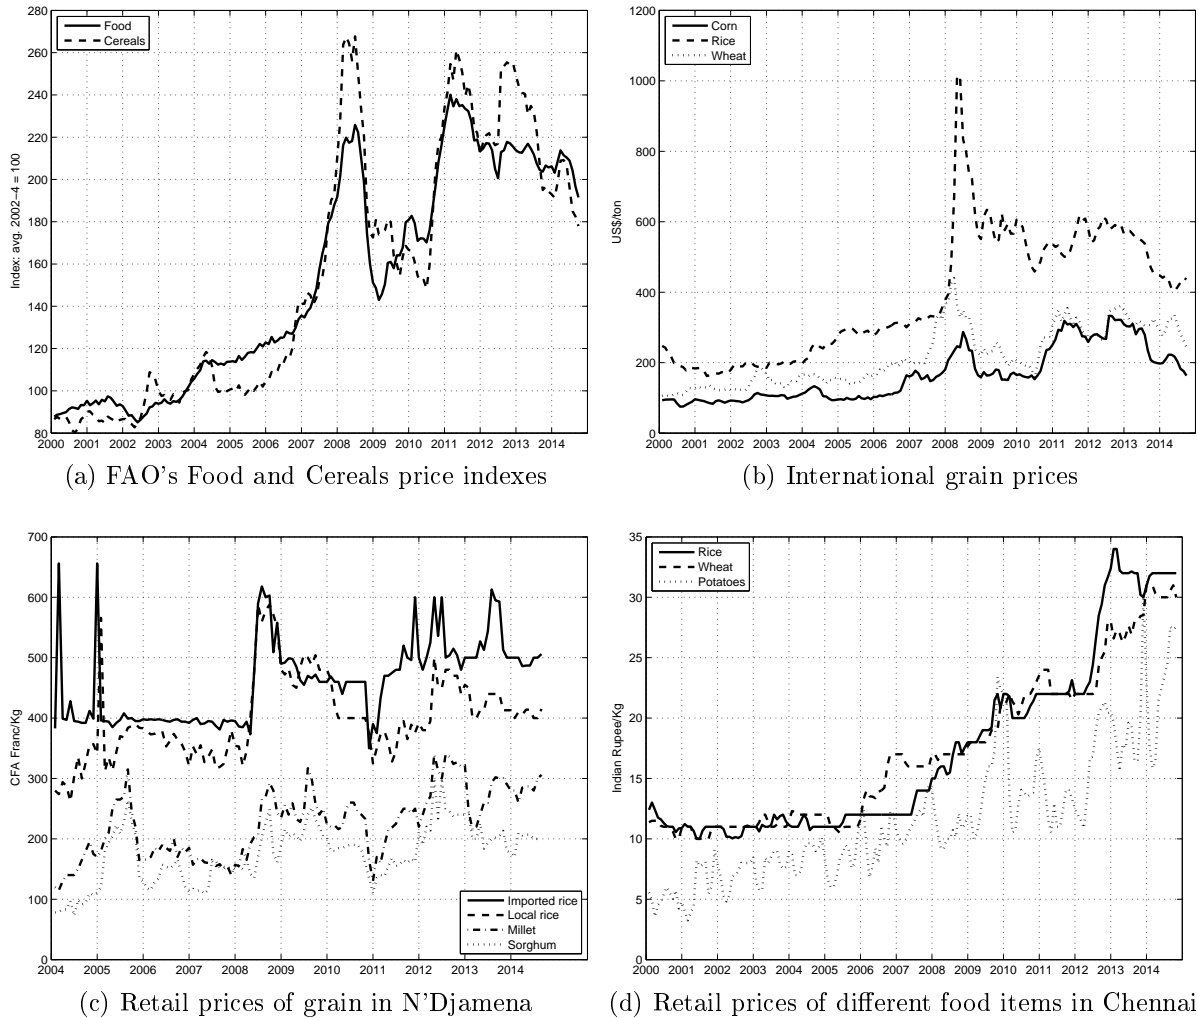 280
260
240
220
200
180
160
140
120
100
80
Index: avg. 2002−4 = 100
Food
Cereals
2000 2001 2002 2003 2004 2005 2006 2007 2008 2009 2010 2011 2012 2013 2014
(a) FAO's Food and Cereals price indexes
1200
1000
800
600
400
200
0
US$/ton
Corn
Rice
Wheat
2000 2001 2002 2003 2004 2005 2006 2007 2008 2009 2010 2011 2012 2013 2014
(b) International grain prices
700
600
500
400
300
200
100
0
CFA Franc/Kg
Imported rice
Local rice
Millet
Sorghum
2004 2005 2006 2007 2008 2009 2010 2011 2012 2013 2014
(c) Retail prices of grain in N'Djamena
35
30
25
20
15
10
5
0
Indian Rupee/Kg
Rice
Wheat
Potatoes
2000 2001 2002 2003 2004 2005 2006 2007 2008 2009 2010 2011 2012 2013 2014
(d) Retail prices of different food items in Chennai